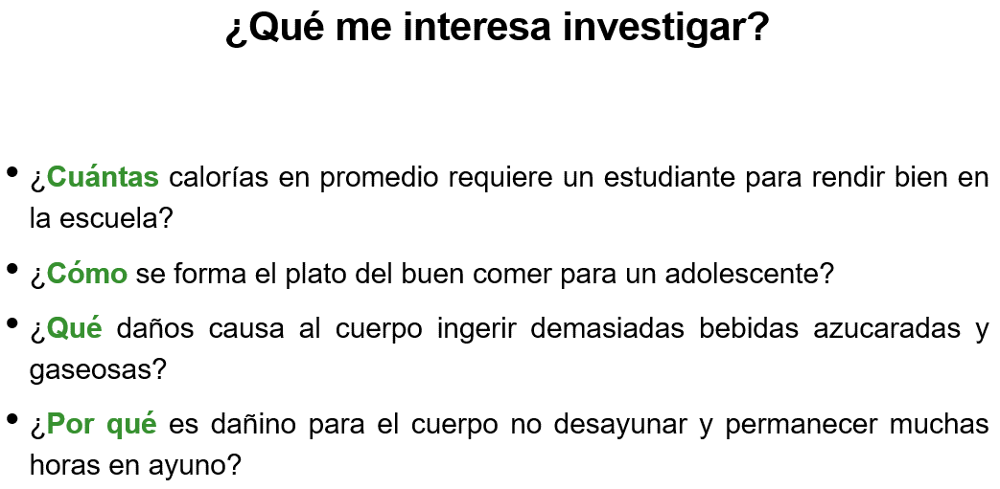 ¿Qué me interesa investigar?
• ¿Cuántas calorías en promedio requiere un estudiante para rendir bien en
la escuela?
• ¿Cómo se forma el plato del buen comer para un adolescente?
• ¿Qué daños causa al cuerpo ingerir demasiadas bebidas azucaradas y
gaseosas?
• ¿Por qué es dañino para el cuerpo no desayunar y permanecer muchas
horas en ayuno?